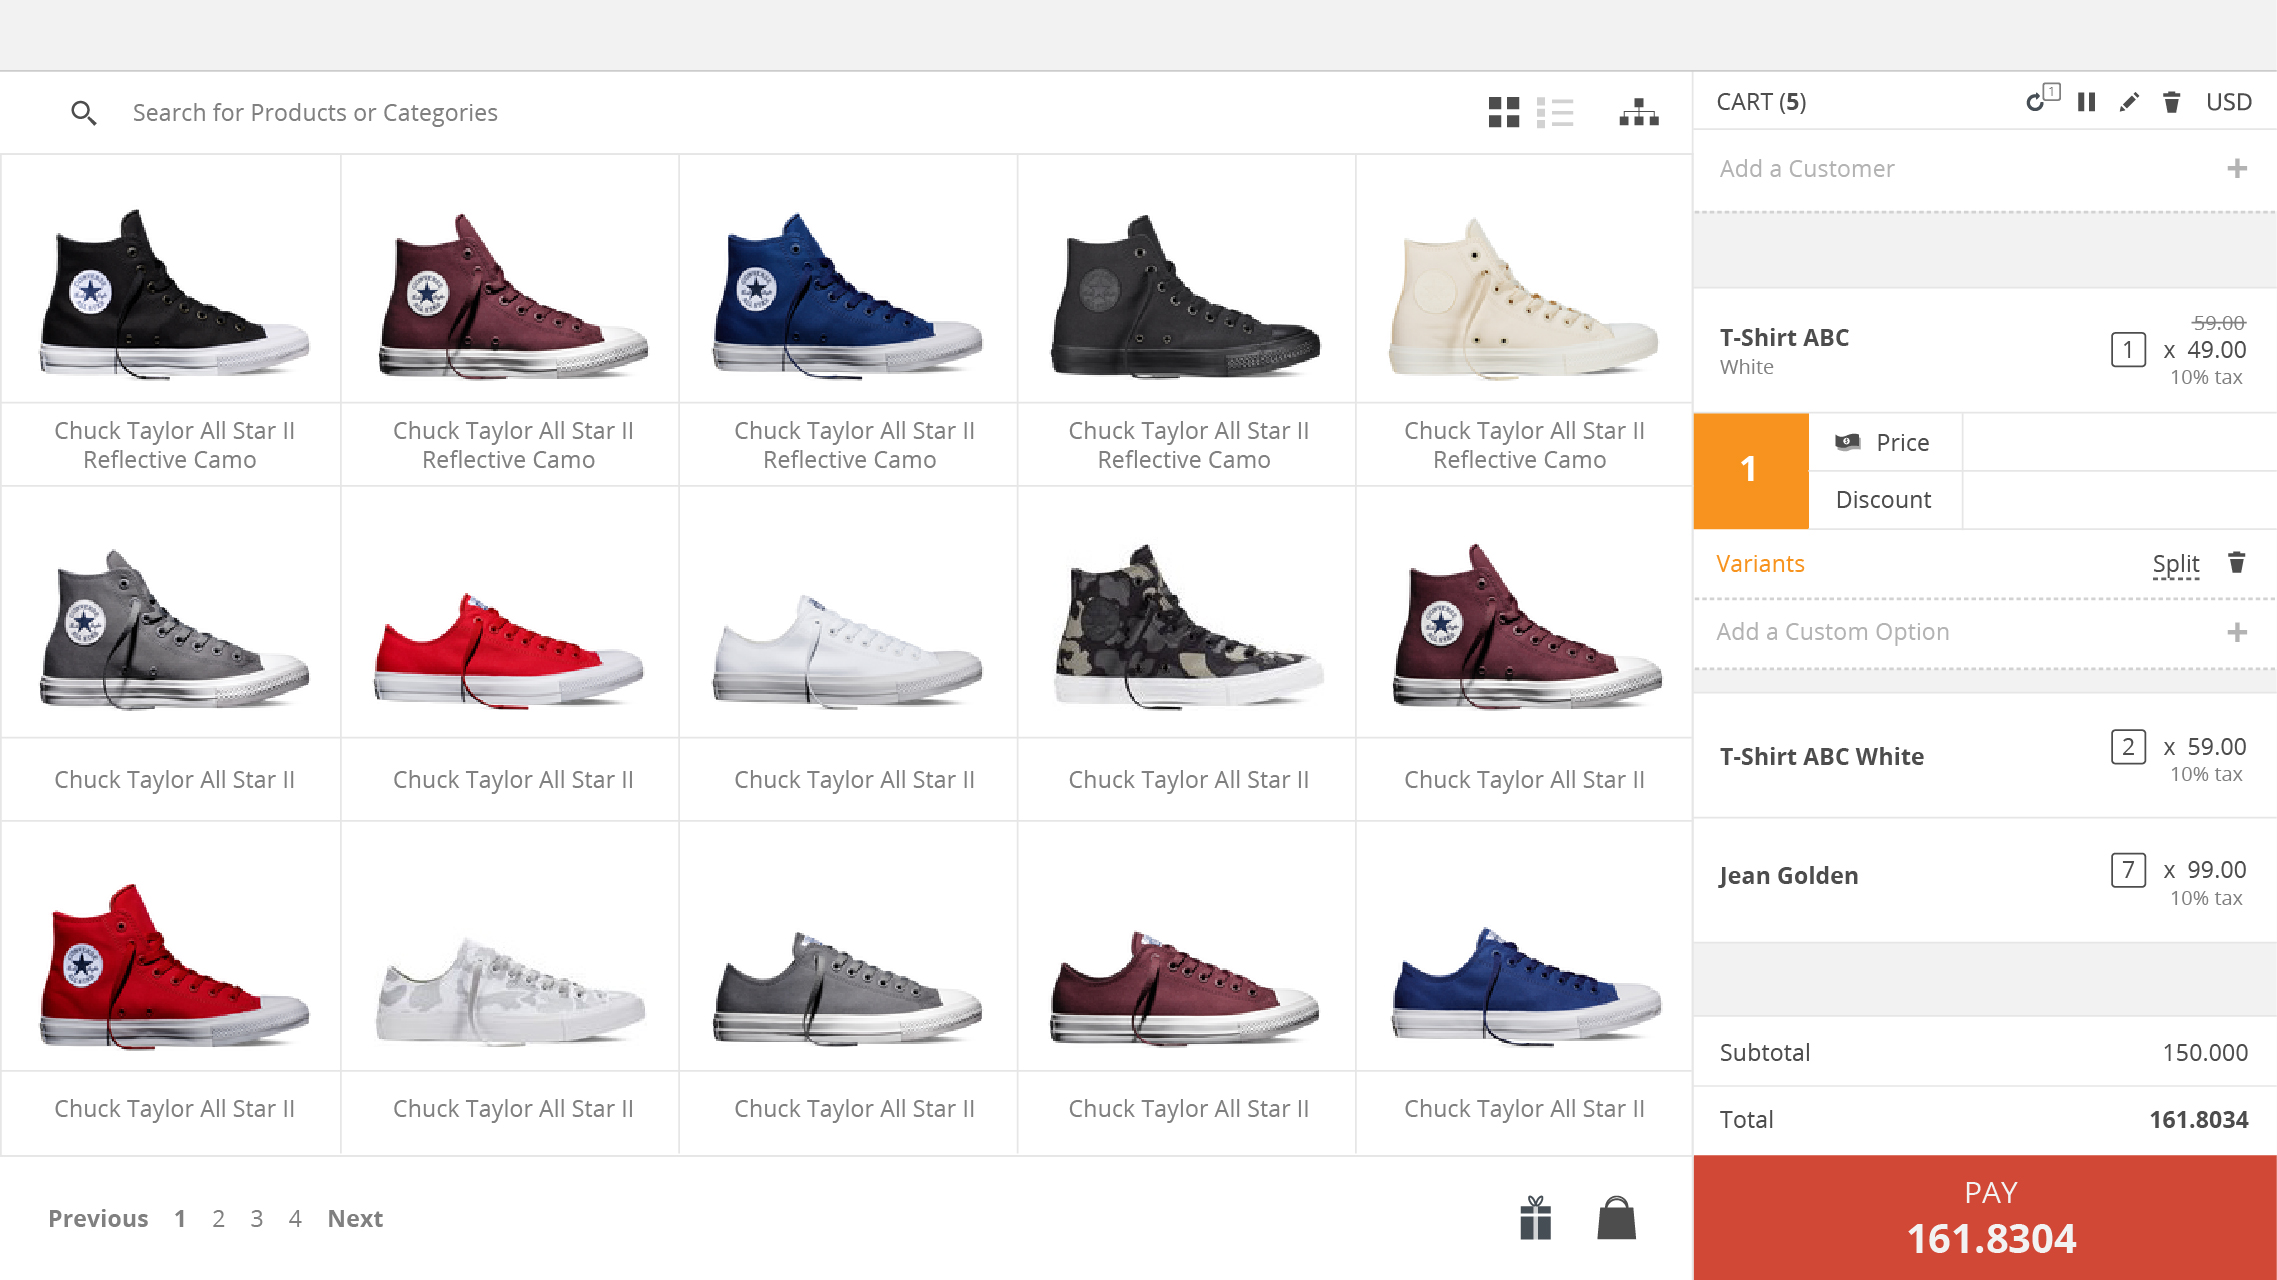 Search for Products or Categories
CART (5)
1
USD
Add a Customer
T-Shirt ABC
White
1
59.00
x 49.00
10% tax
1
Price
Discount
Variants
Split
Add a Custom Option
T-Shirt ABC White
2
x 59.00
10% tax
Jean Golden
7
x 99.00
10% tax
Subtotal
150.000
Total
161.8034
PAY
161.8304
Chuck Taylor All Star II
Reflective Camo
Chuck Taylor All Star II
Reflective Camo
Chuck Taylor All Star II
Reflective Camo
Chuck Taylor All Star II
Reflective Camo
Chuck Taylor All Star II
Reflective Camo
Chuck Taylor All Star II
Chuck Taylor All Star II
Chuck Taylor All Star II
Chuck Taylor All Star II
Chuck Taylor All Star II
Chuck Taylor All Star II
Chuck Taylor All Star II
Chuck Taylor All Star II
Chuck Taylor All Star II
Chuck Taylor All Star II
Previous 1 2 3 4 Next